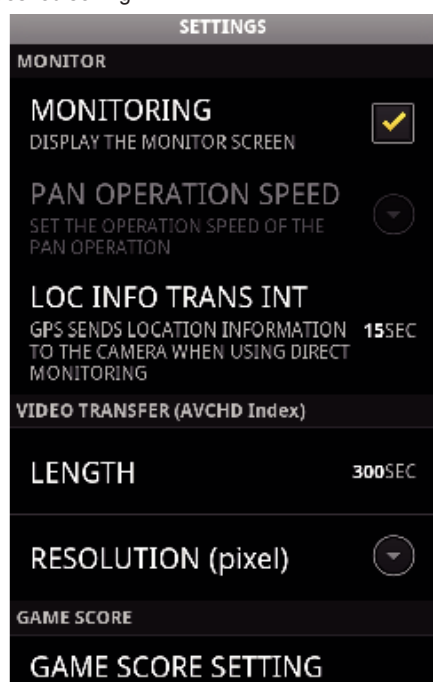 SETTINGS
MONITOR
MONITORING
DISPLAY THE MONITOR SCREEN
PAN OPERATION SPEED
SET THE OPERATION SPEED OF THE
PAN OPERATION
LOC INFO TRANS INT
GPS SENDS LOCATION INFORMATION
TO THE CAMERA WHEN USING DIRECT
MONITORING
15SEC
VIDEO TRANSFER (AVCHD Index)
LENGTH
300SEC
RESOLUTION (pixel)
GAME SCORE
GAME SCORE SETTING